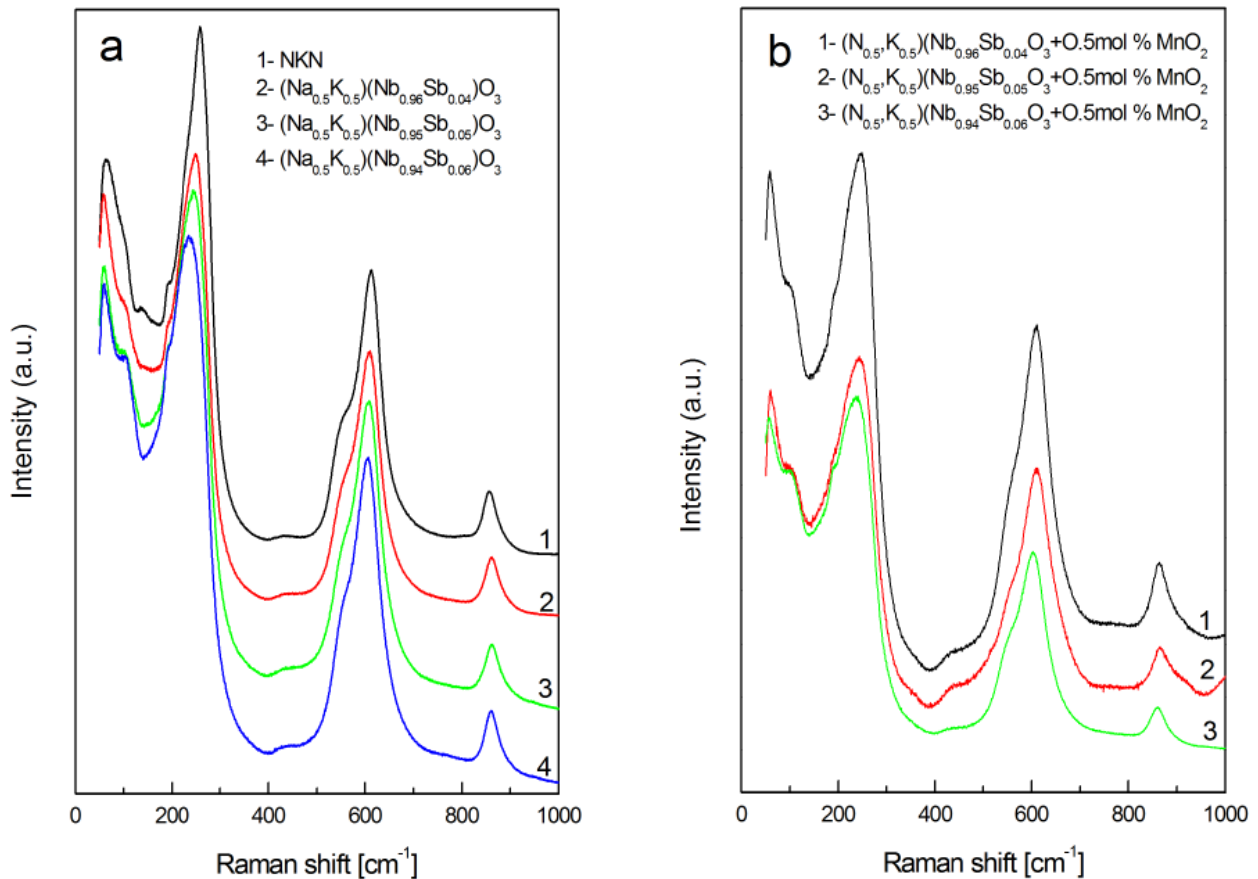 a
1- NKN
2- (Na0.5K0.5)(Nb0.96Sb0.04)O3
3- (Na0.5K0.5)(Nb0.95Sb0.05)O3
4- (Na0.5K0.5)(Nb0.94Sb0.06)O3
Intensity (a.u.)
1
2
3
4
0 200 400 600 800 1000
Raman shift [cm-1]
b
1- (N0.5,K0.5)(Nb0.96Sb0.04O3+O.5mol % MnO2
2- (N0.5,K0.5)(Nb0.95Sb0.05O3+O.5mol % MnO2
3- (N0.5,K0.5)(Nb0.94Sb0.06O3+O.5mol % MnO2
Intensity (a.u.)
1
2
3
0 200 400 600 800 1000
Raman shift [cm-1]